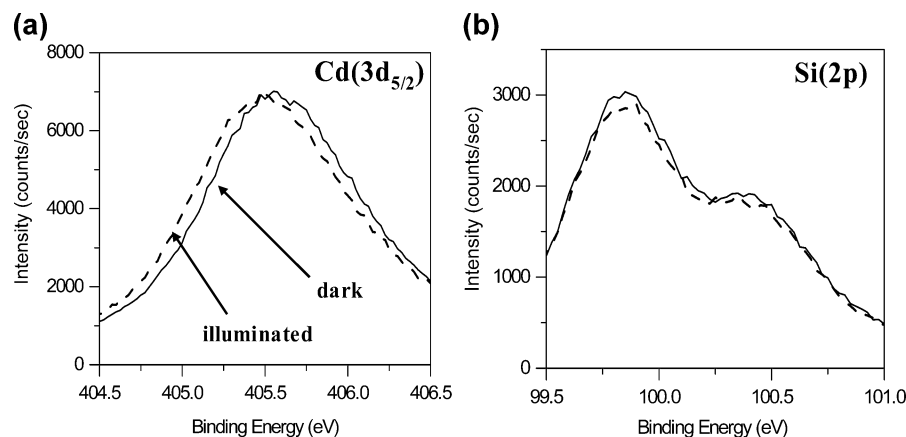 (a)
Cd(3d5/2)
8000
6000
4000
2000
0
Intensity (counts/sec)
dark
illuminated
404.5 405.0 405.5 406.0 406.5
Binding Energy (eV)
(b)
Si(2p)
3000
2000
1000
0
Intensity (counts/sec)
99.5 100.0 100.5 101.0
Binding Energy (eV)